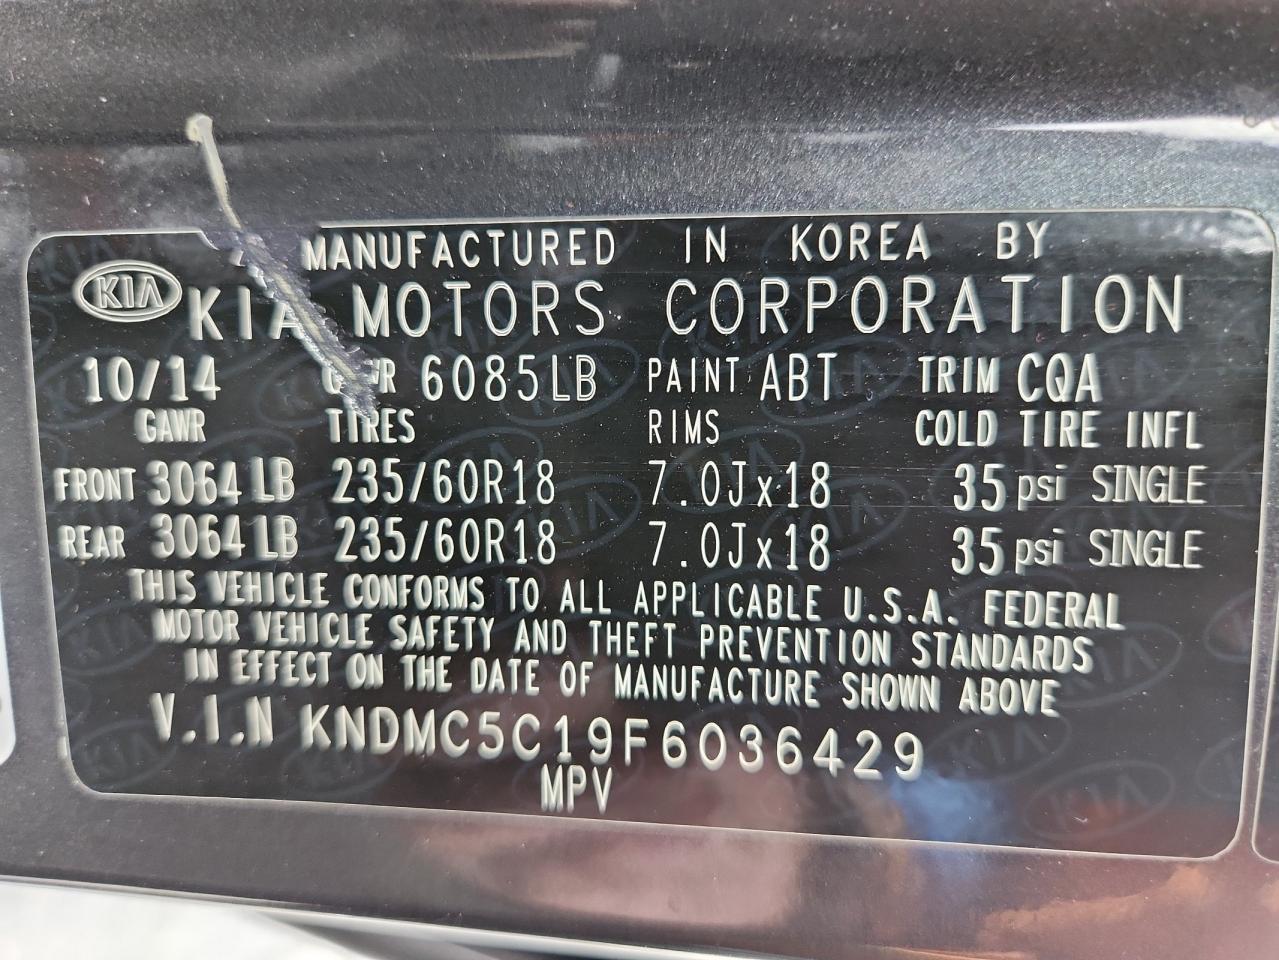 MANUFACTURED IN KOREA BY
KIA KIA MOTORS CORPORATION
10/14 GVWR 6085LB PAINT ABT TRIM CQA
GAWR TIRES RIMS COLD TIRE INFL
FRONT 3064 LB 235/60R18 7.0Jx18 35 psi SINGLE
REAR 3064 LB 235/60R18 7.0Jx18 35 psi SINGLE
THIS VEHICLE CONFORMS TO ALL APPLICABLE U.S.A. FEDERAL
MOTOR VEHICLE SAFETY AND THEFT PREVENTION STANDARDS
IN EFFECT ON THE DATE OF MANUFACTURE SHOWN ABOVE
V.I.N KNDMC5C19F6036429
MPV